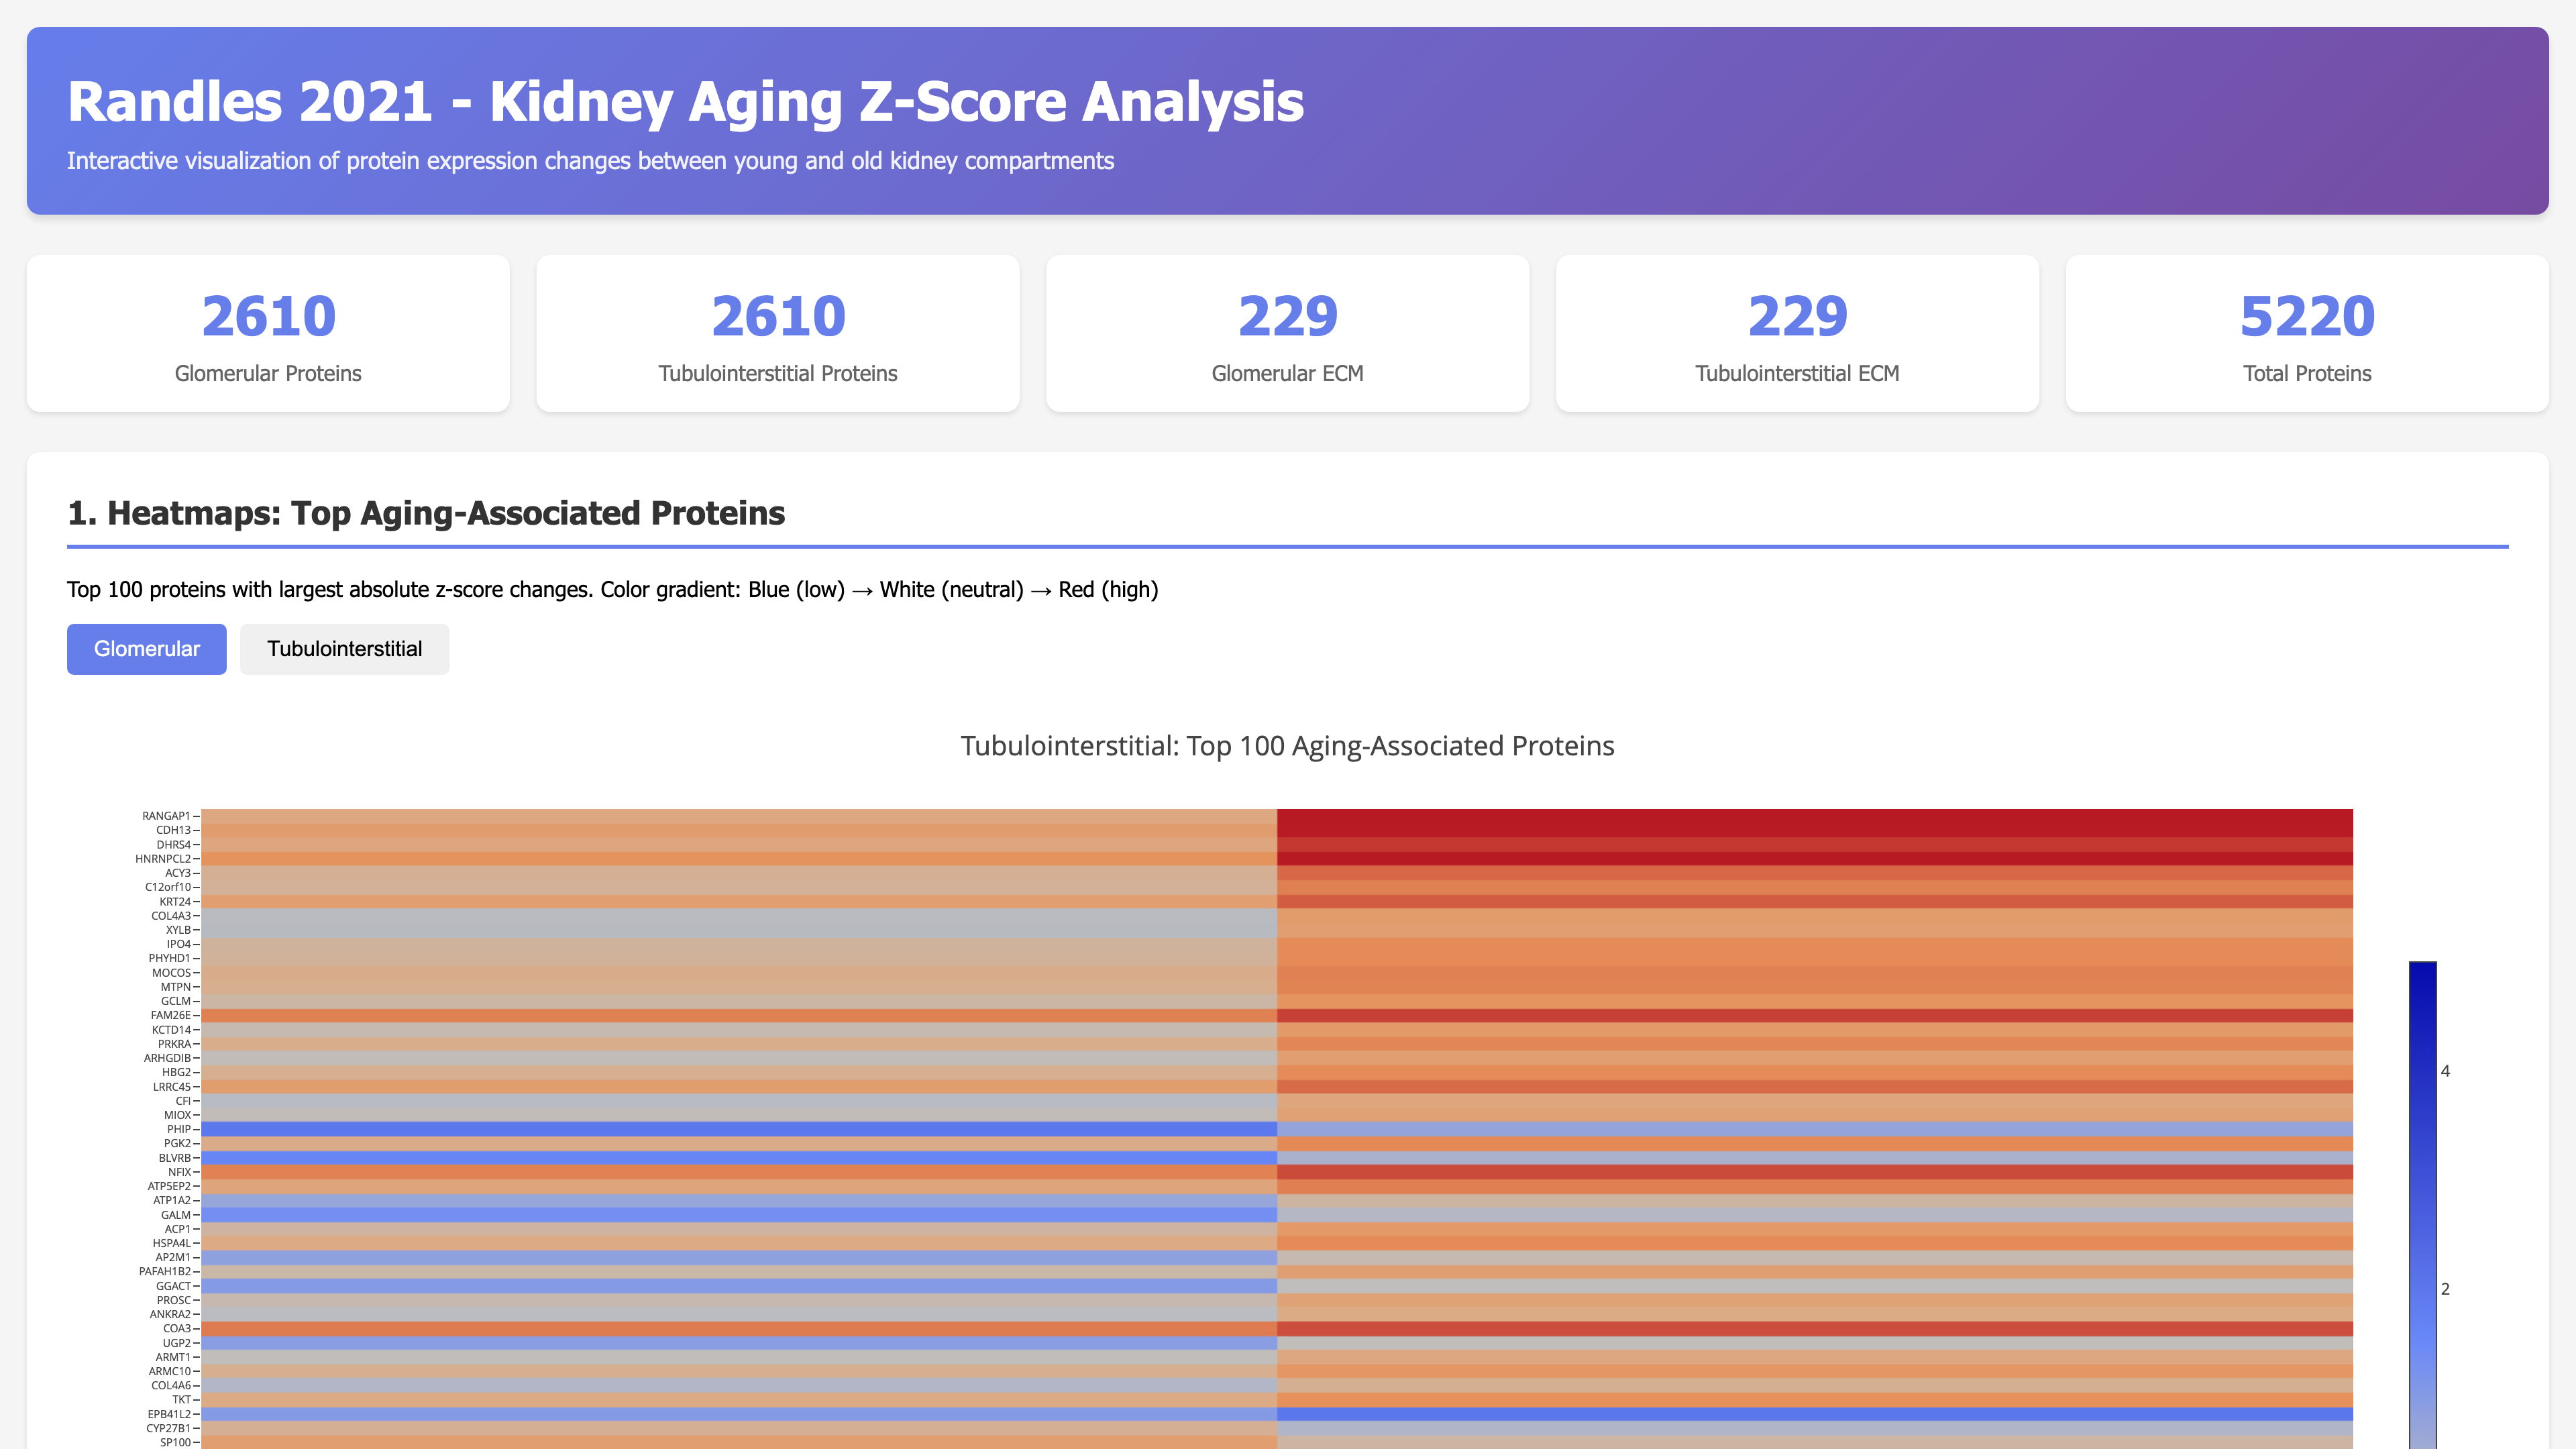 Randles 2021 - Kidney Aging Z-Score Analysis
Interactive visualization of protein expression changes between young and old kidney compartments
2610
Glomerular Proteins
2610
Tubulointerstitial Proteins
229
Glomerular ECM
229
Tubulointerstitial ECM
5220
Total Proteins
1. Heatmaps: Top Aging-Associated Proteins
Top 100 proteins with largest absolute z-score changes. Color gradient: Blue (low) → White (neutral) → Red (high)
Glomerular
Tubulointerstitial
Tubulointerstitial: Top 100 Aging-Associated Proteins
RANGAP1
CDH13
DHRS4
HNRNPCL2
ACY3
C12orf10
KRT24
COL4A3
XYLB
IPO4
PHYHD1
MOCOS
MTPN
GCLM
FAM26E
KCTD14
PRKRA
ARHGDIB
HBG2
LRRC45
CFI
MIOX
PHIP
PGK2
BLVRB
NFIX
ATP5EP2
ATP1A2
GALM
ACP1
HSPA4L
AP2M1
PAFAH1B2
GGACT
PROSC
ANKRA2
COA3
UGP2
ARMT1
ARMC10
COL4A6
TKT
EPB41L2
CYP27B1
SP100
4
2